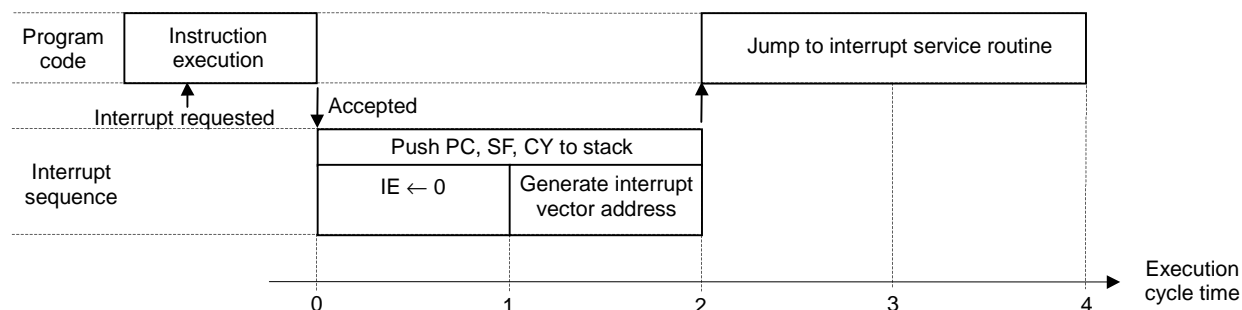 Program
code
Instruction
execution
Jump to interrupt service routine
Interrupt requested
Accepted
Interrupt
sequence
Push PC, SF, CY to stack
IE ← 0
Generate interrupt
vector address
Execution
cycle time
0 1 2 3 4